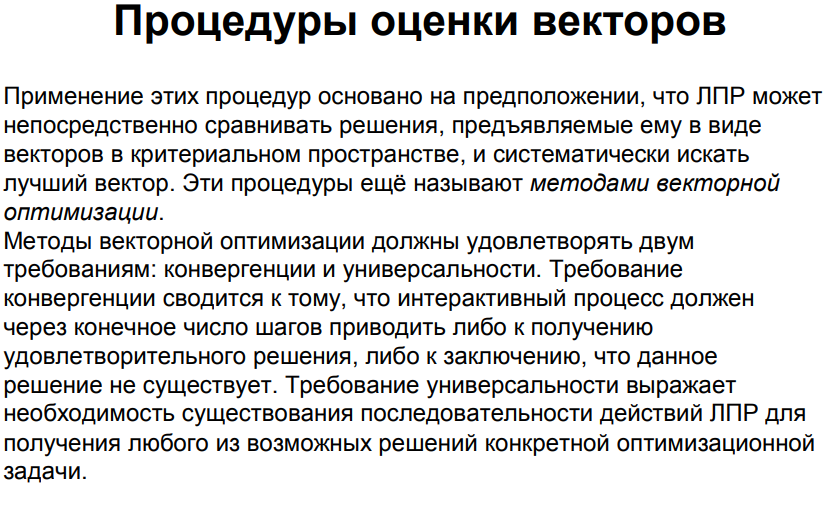 Процедуры оценки векторов
Применение этих процедур основано на предположении, что ЛПР может
непосредственно сравнивать решения, предъявляемые ему в виде
векторов в критериальном пространстве, и систематически искать
лучший вектор. Эти процедуры ещё называют методами векторной
оптимизации.
Методы векторной оптимизации должны удовлетворять двум
требованиям: конвергенции и универсальности. Требование
конвергенции сводится к тому, что интерактивный процесс должен
через конечное число шагов приводить либо к получению
удовлетворительного решения, либо к заключению, что данное
решение не существует. Требование универсальности выражает
необходимость существования последовательности действий ЛПР для
получения любого из возможных решений конкретной оптимизационной
задачи.